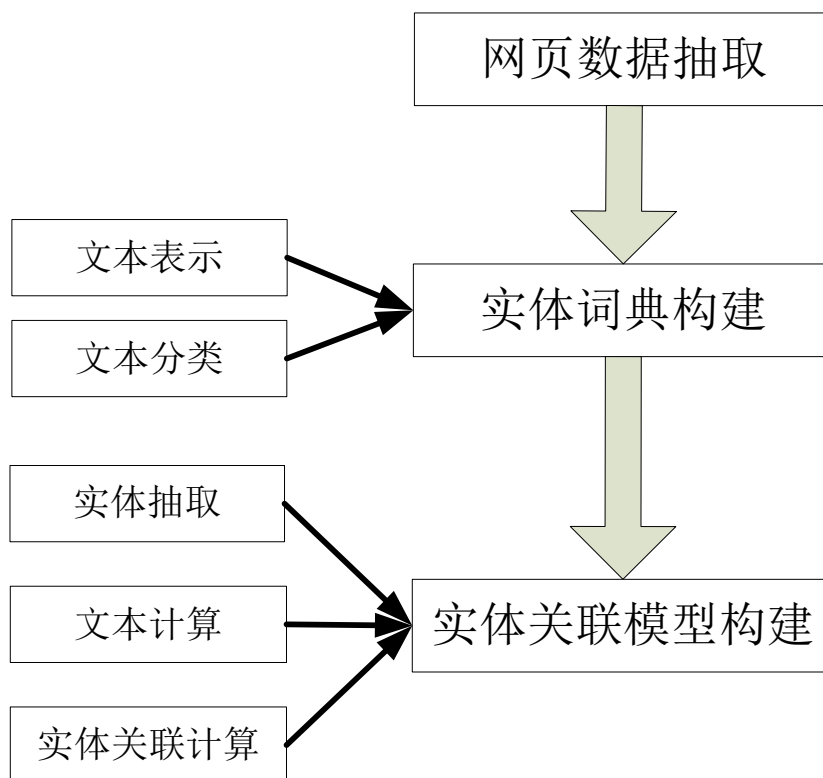 网页数据抽取
文本表示
实体词典构建
文本分类
实体抽取
文本计算
实体关联模型构建
实体关联计算